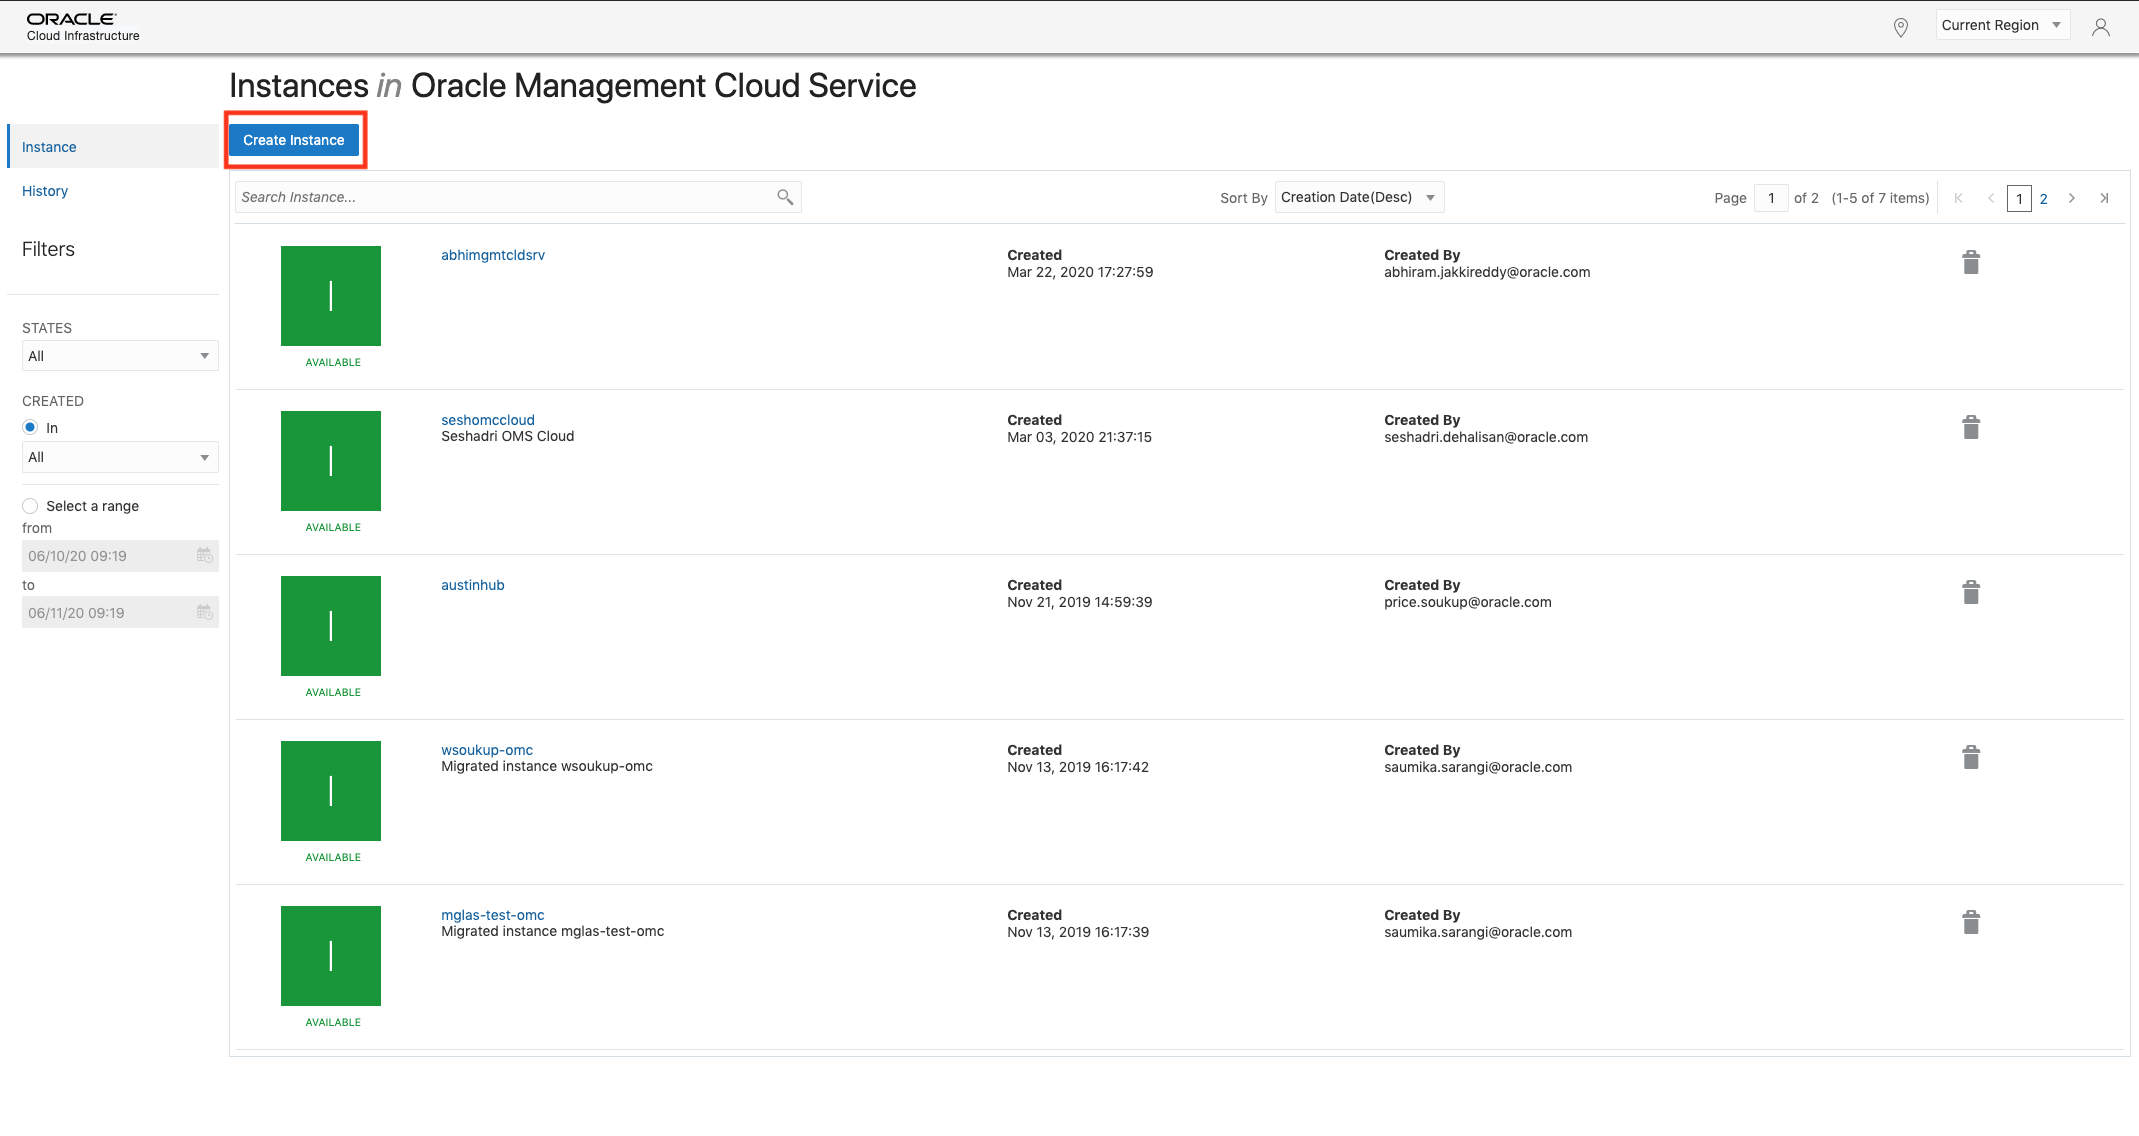 ORACLE
Cloud Infrastructure
Current Region
Instances in Oracle Management Cloud Service
Create Instance
Instance
History
Filters
STATES
All
CREATED
In
All
Select a range
from
06/10/20 09:19
to
06/11/20 09:19
Search Instance...
Sort By Creation Date(Desc)
Page 1 of 2 (1-5 of 7 items) 1 2
I
AVAILABLE
abhimgmtcldsrv
Created
Mar 22, 2020 17:27:59
Created By
abhiram.jakkireddy@oracle.com
I
AVAILABLE
seshomccloud
Seshadri OMS Cloud
Created
Mar 03, 2020 21:37:15
Created By
seshadri.dehalisan@oracle.com
I
AVAILABLE
austinhub
Created
Nov 21, 2019 14:59:39
Created By
price.soukup@oracle.com
I
AVAILABLE
wsoukup-omc
Migrated instance wsoukup-omc
Created
Nov 13, 2019 16:17:42
Created By
saumika.sarangi@oracle.com
I
AVAILABLE
mglas-test-omc
Migrated instance mglas-test-omc
Created
Nov 13, 2019 16:17:39
Created By
saumika.sarangi@oracle.com